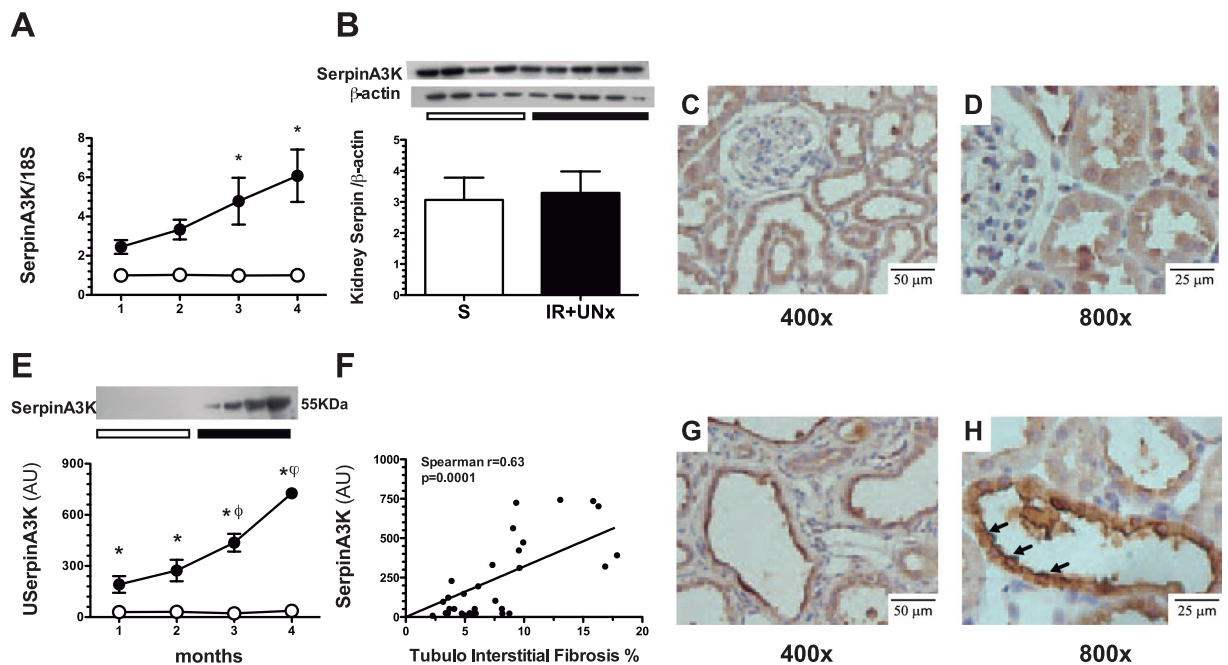 A
SerpinA3K/18S
8
6
4
2
0
*
*
1
2
3
4
B
SerpinA3K
β-actin
Kidney Serpin /β-actin
5
4
3
2
1
0
S
IR+UNx
C
50 μm
400x
D
25 μm
800x
E
SerpinA3K
55KDa
USerpinA3K (AU)
900
600
300
0
*
*
*ϕ
*φ
1
2
3
4
months
F
Spearman r=0.63
p=0.0001
SerpinA3K (AU)
1000
750
500
250
0
0
5
10
15
20
Tubulo Interstitial Fibrosis %
G
50 μm
400x
H
25 μm
800x